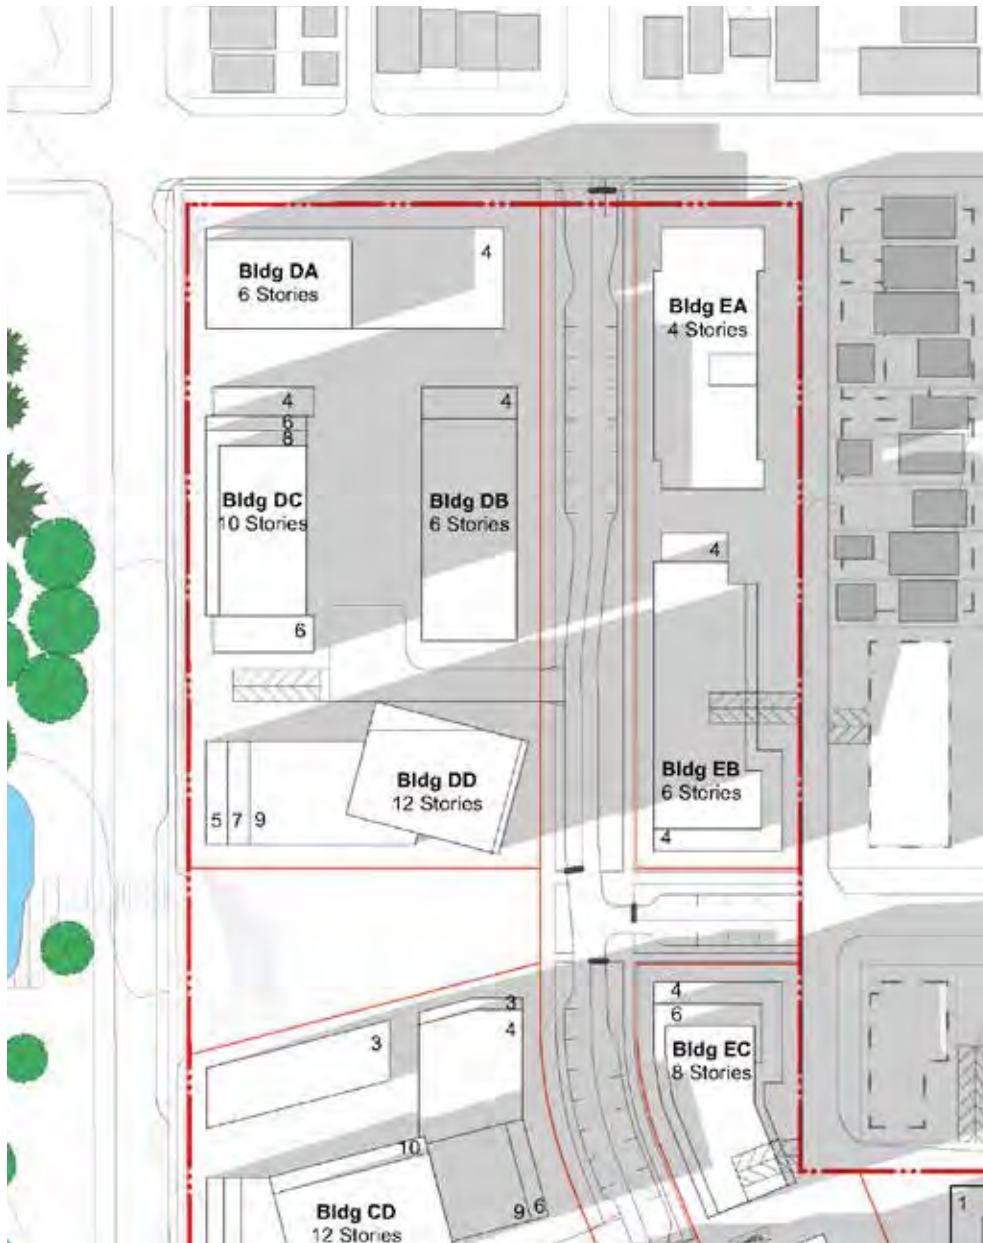 4
Bldg DA
6 Stories
Bldg EA
4 Stories
4
6
8
4
Bldg DC
10 Stories
Bldg DB
6 Stories
4
6
Bldg DD
12 Stories
Bldg EB
6 Stories
5 7 9
4
4
6
3
4
3
Bldg EC
8 Stories
10
9 6
Bldg CD
12 Stories
1